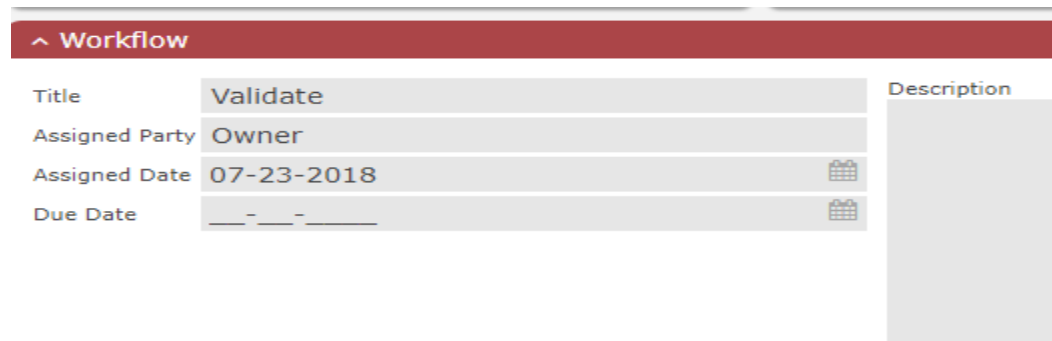 Workflow
Title Validate
Description
Assigned Party Owner
Assigned Date 07-23-2018
Due Date __-__-____